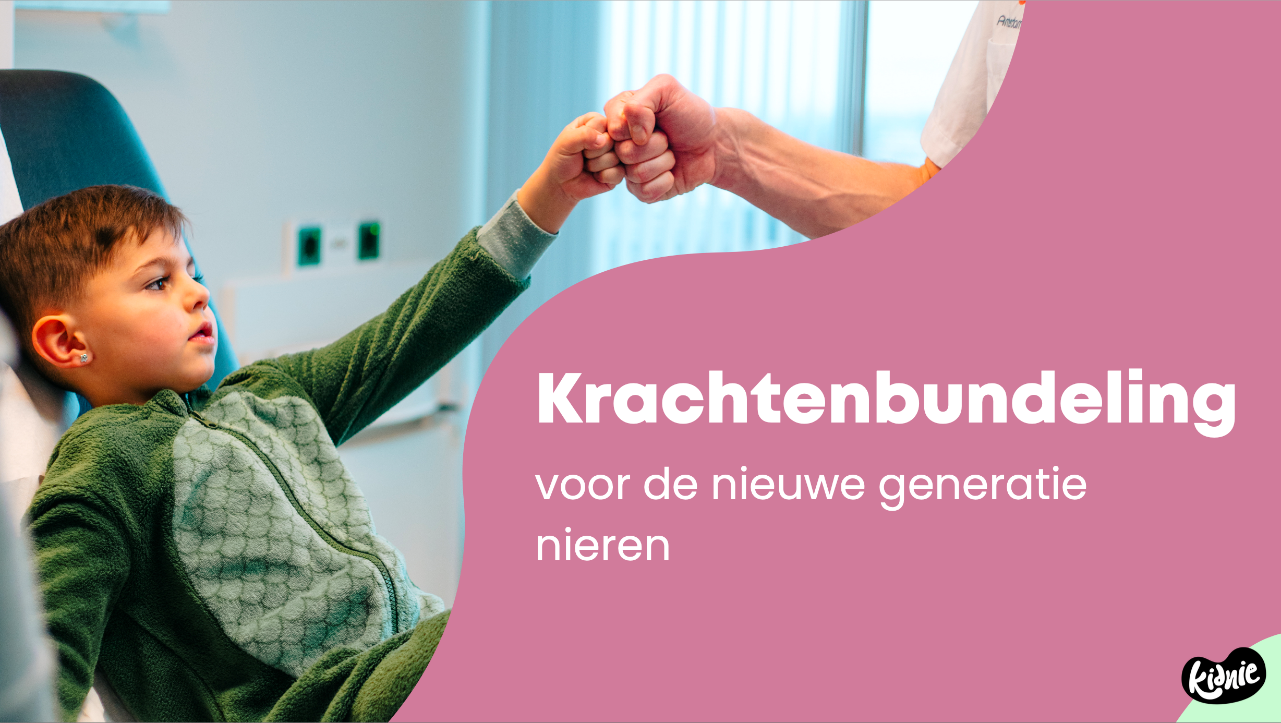 Krachtenbundeling
voor de nieuwe generatie
nieren
kidnie